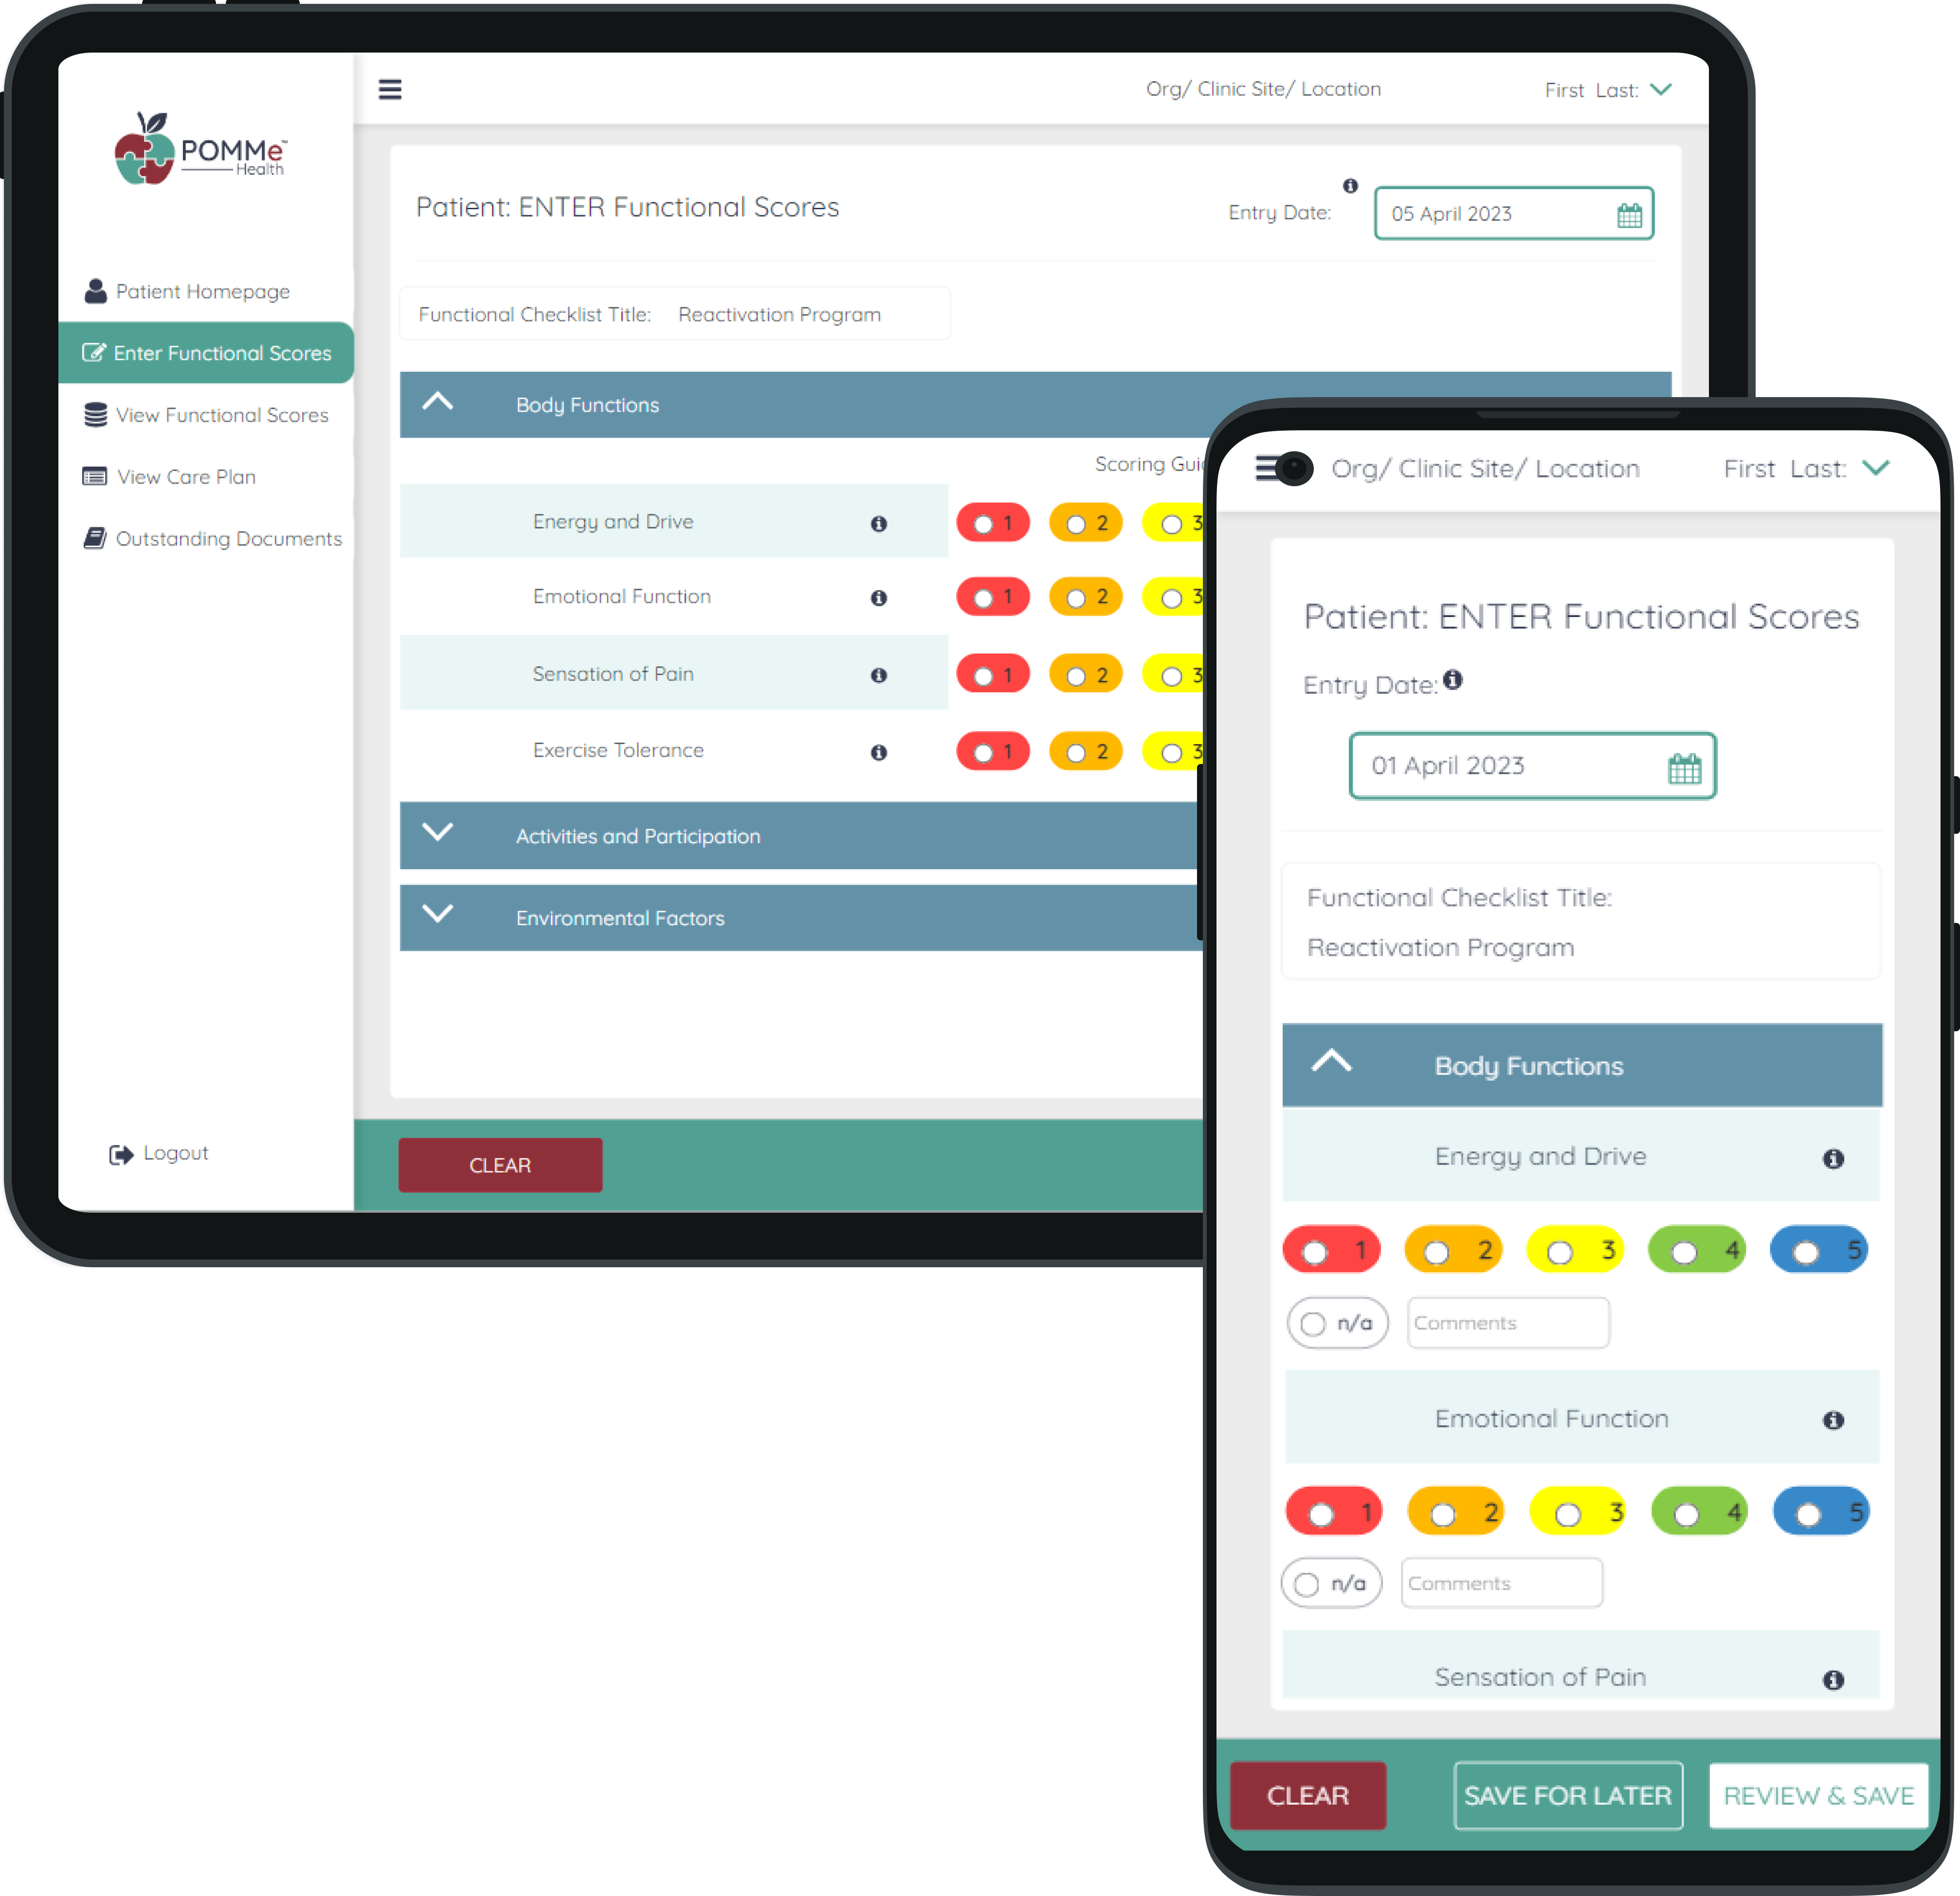 POMMe™
Health
Org/ Clinic Site/ Location
First Last:
Patient Homepage
Enter Functional Scores
View Functional Scores
View Care Plan
Outstanding Documents
Logout
Patient: ENTER Functional Scores
Entry Date:
05 April 2023
Functional Checklist Title: Reactivation Program
Body Functions
Scoring
Energy and Drive 1 2 3
Emotional Function 1 2 3
Sensation of Pain 1 2 3
Exercise Tolerance 1 2 3
Activities and Participation
Environmental Factors
CLEAR
Org/ Clinic Site/ Location First Last:
Patient: ENTER Functional Scores
Entry Date:
01 April 2023
Functional Checklist Title:
Reactivation Program
Body Functions
Energy and Drive
1 2 3 4 5
n/a Comments
Emotional Function
1 2 3 4 5
n/a Comments
Sensation of Pain
CLEAR SAVE FOR LATER REVIEW & SAVE